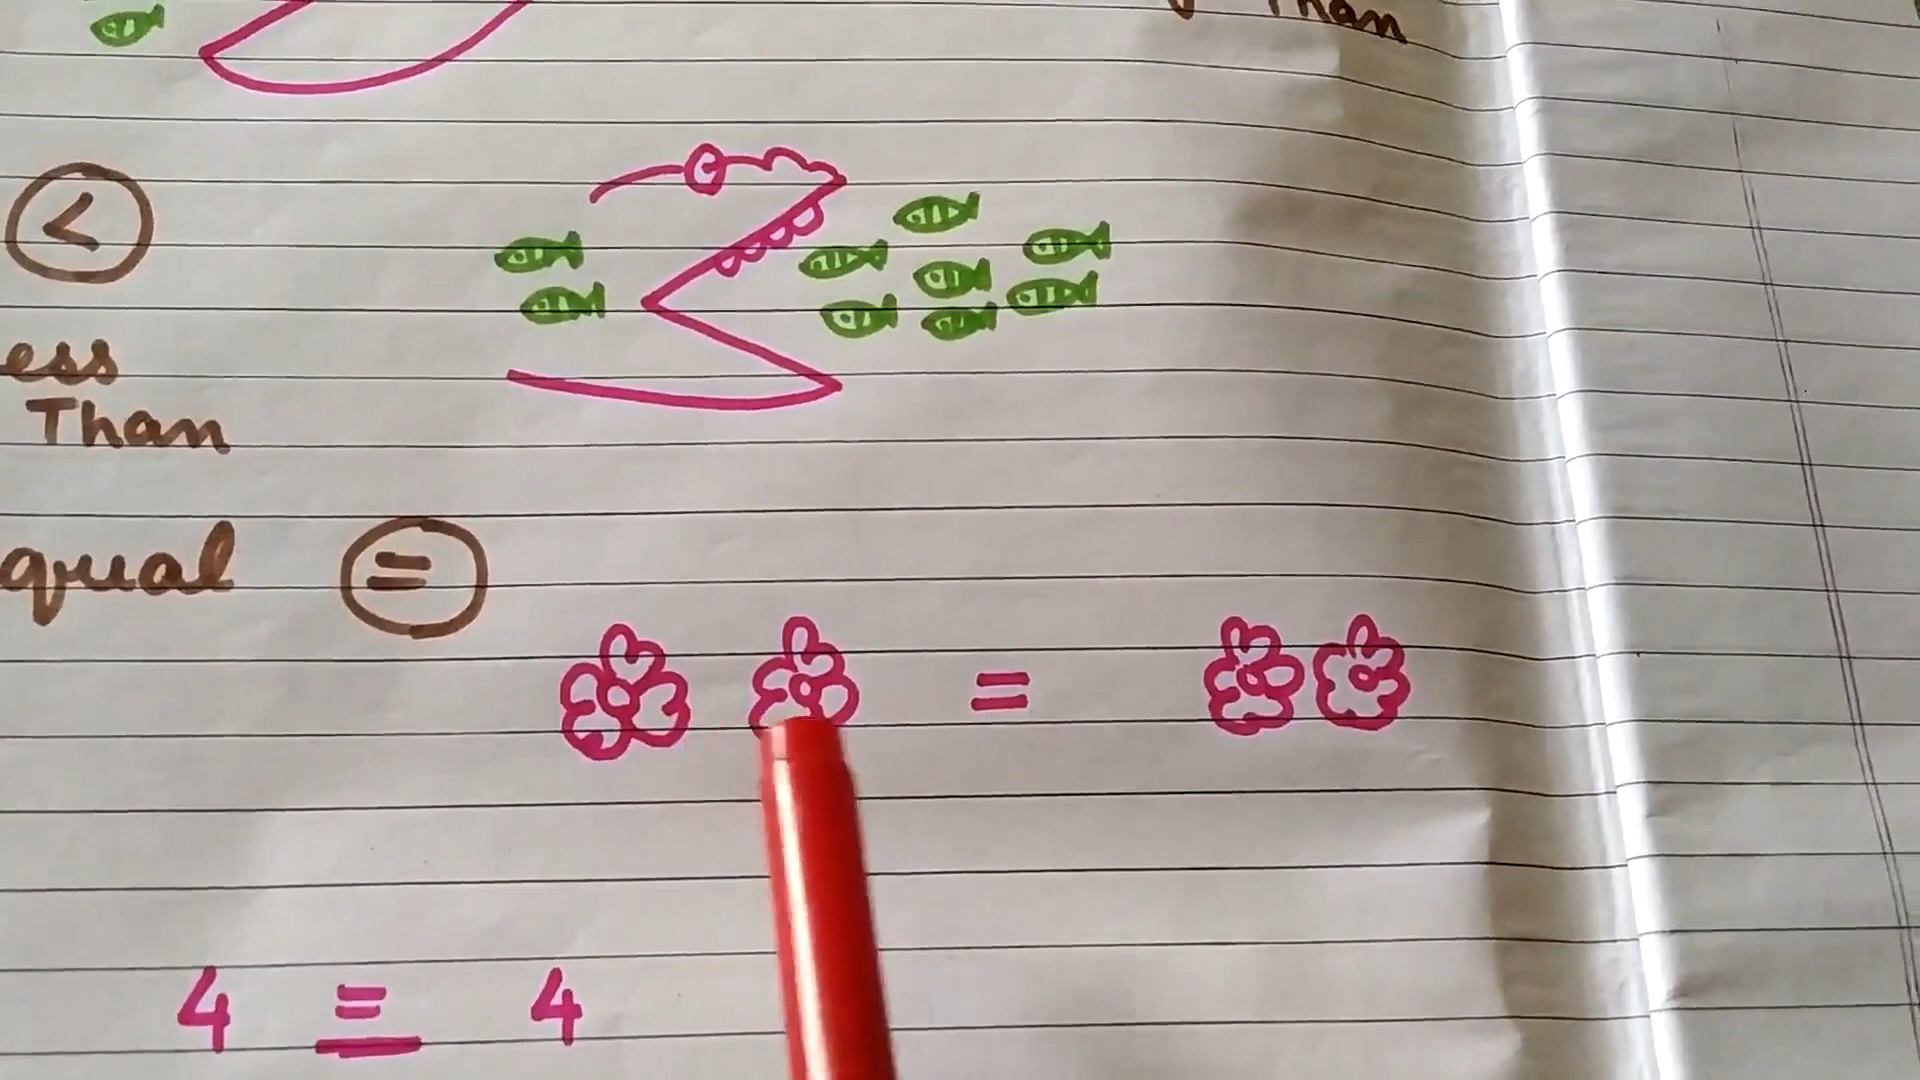 Than
<
ess
Than
qual =
=
4 = 4